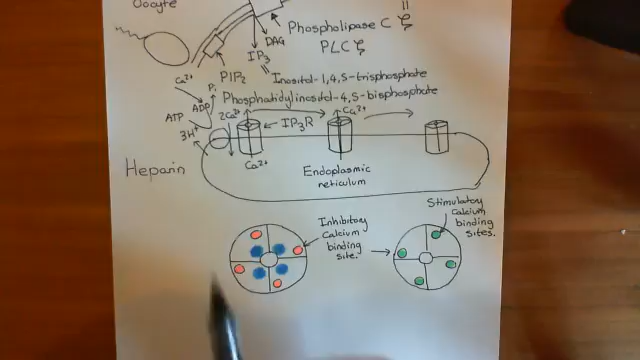 Oocyte
Phospholipase C ζ
PLC ζ
DAG
IP3
Inositol-1,4,5-trisphosphate
PIP2
Phosphatidylinositol-4,5-bisphosphate
Ca2+
Pi
ADP
ATP
3H+
2Ca2+
IP3R
Ca2+
Ca2+
Heparin
Endoplasmic
reticulum
Inhibitory
Calcium
binding
site.
Stimulatory
Calcium
binding
sites.